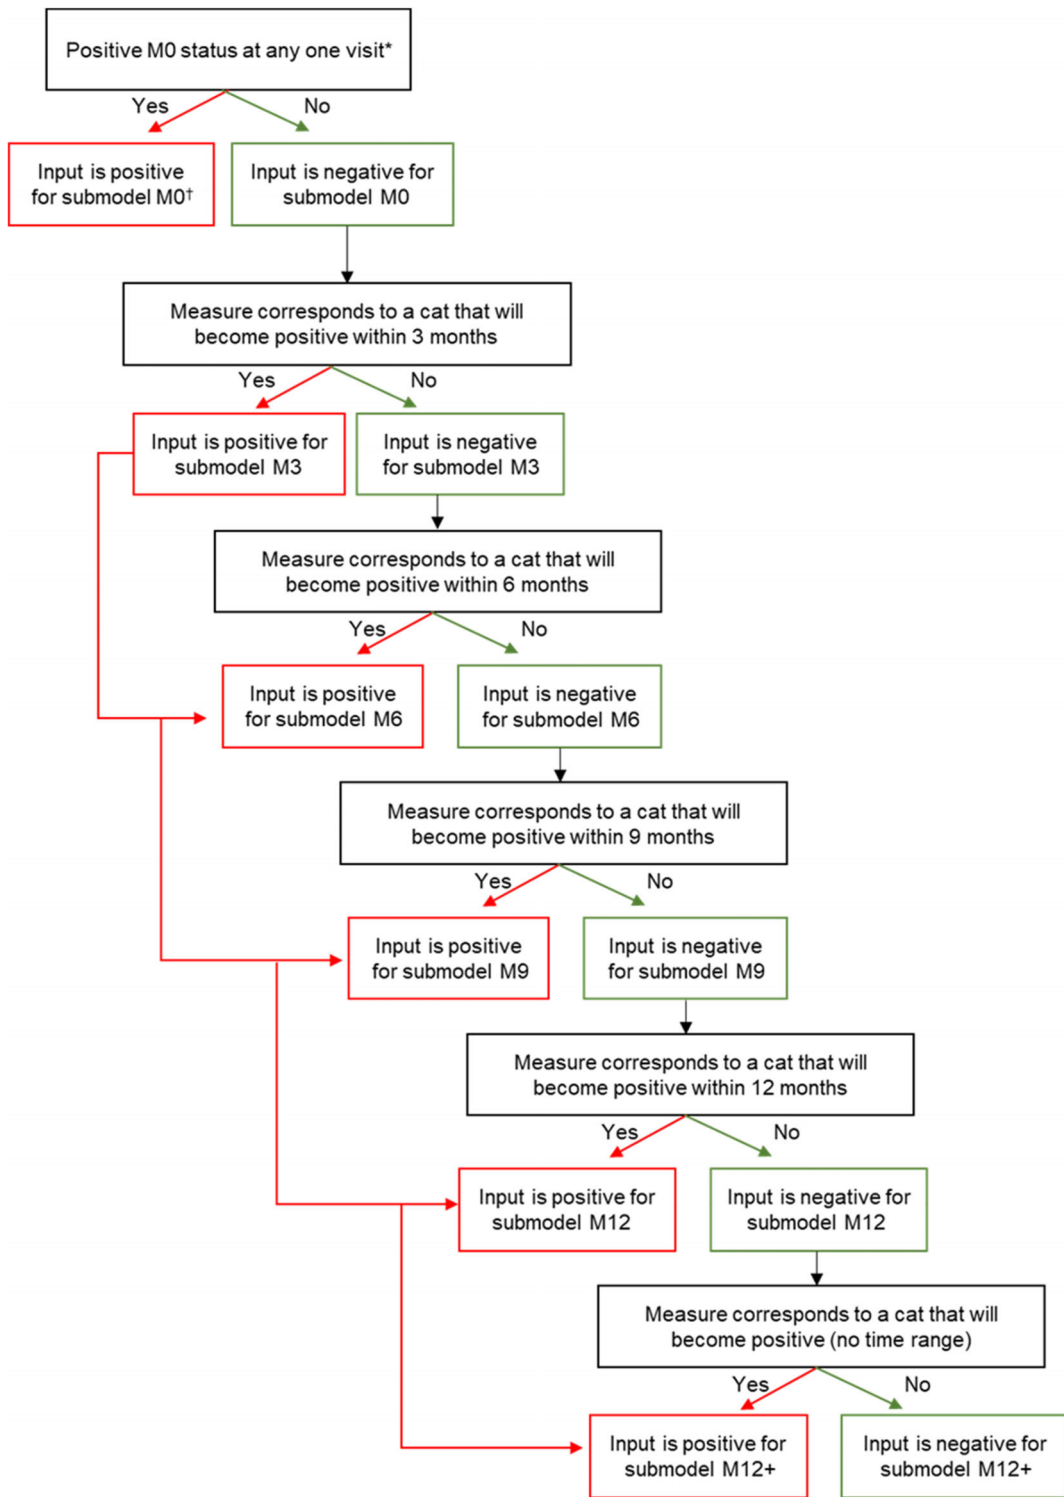 Positive M0 status at any one visit*
Yes
No
Input is positive
for submodel M0†
Input is negative for
submodel M0
Measure corresponds to a cat that will
become positive within 3 months
Yes
No
Input is positive for
submodel M3
Input is negative
for submodel M3
Measure corresponds to a cat that will
become positive within 6 months
Yes
No
Input is positive
for submodel M6
Input is negative
for submodel M6
Measure corresponds to a cat that will
become positive within 9 months
Yes
No
Input is positive
for submodel M9
Input is negative
for submodel M9
Measure corresponds to a cat that will
become positive within 12 months
Yes
No
Input is positive for
submodel M12
Input is negative for
submodel M12
Measure corresponds to a cat that will
become positive (no time range)
Yes
No
Input is positive for
submodel M12+
Input is negative for
submodel M12+